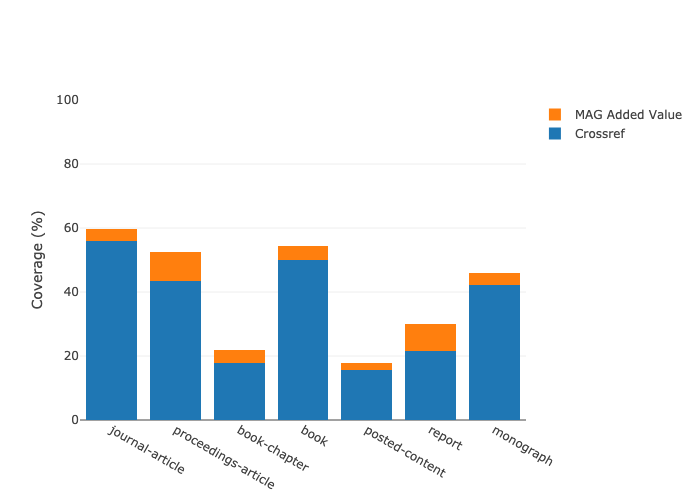 100
80
60
40
20
0
Coverage (%)
journal-article
proceedings-article
book-chapter
book
posted-content
report
monograph
MAG Added Value
Crossref